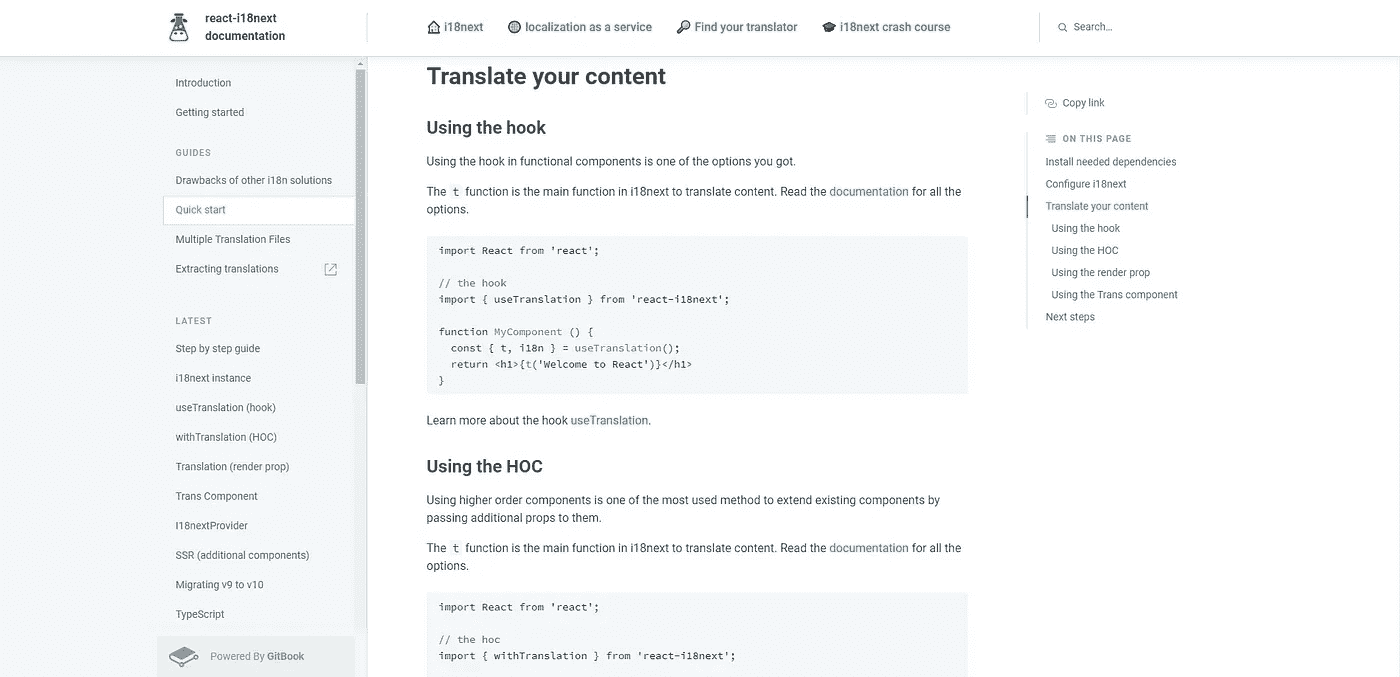 react-i18next
documentation
i18next
localization as a service
Find your translator
i18next crash course
Search...
Introduction
Getting started
GUIDES
Drawbacks of other i18n solutions
Quick start
Multiple Translation Files
Extracting translations
LATEST
Step by step guide
i18next instance
useTranslation (hook)
withTranslation (HOC)
Translation (render prop)
Trans Component
I18nextProvider
SSR (additional components)
Migrating v9 to v10
TypeScript
Powered By GitBook
Translate your content
Using the hook
Using the hook in functional components is one of the options you got.
The t function is the main function in i18next to translate content. Read the documentation for all the
options.
import React from 'react';
// the hook
import { useTranslation } from 'react-i18next';
function MyComponent () {
  const { t, i18n } = useTranslation();
  return <h1>{t('Welcome to React')}</h1>
}
Learn more about the hook useTranslation.
Using the HOC
Using higher order components is one of the most used method to extend existing components by
passing additional props to them.
The t function is the main function in i18next to translate content. Read the documentation for all the
options.
import React from 'react';
// the hoc
import { withTranslation } from 'react-i18next';
Copy link
ON THIS PAGE
Install needed dependencies
Configure i18next
Translate your content
Using the hook
Using the HOC
Using the render prop
Using the Trans component
Next steps